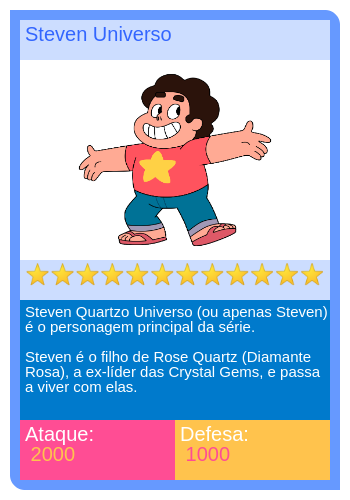 Steven Universo
Steven Quartzo Universo (ou apenas Steven)
é o personagem principal da série.
Steven é o filho de Rose Quartz (Diamante
Rosa), a ex-líder das Crystal Gems, e passa
a viver com elas.
Ataque:
2000
Defesa:
1000